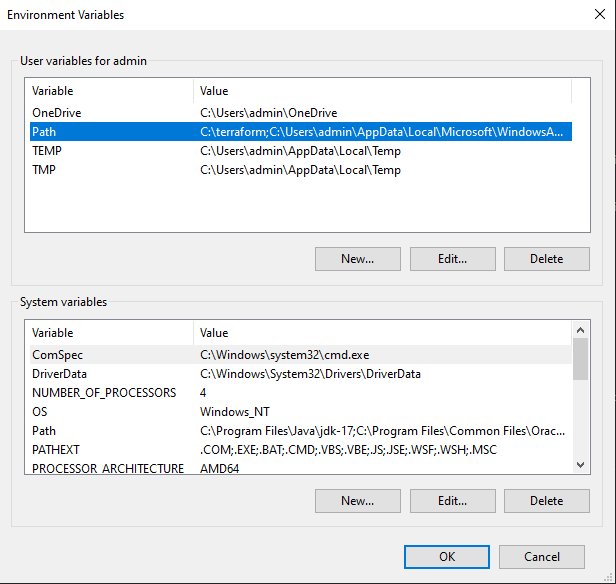 Environment Variables
User variables for admin
Variable Value
OneDrive C:\Users\admin\OneDrive
Path C:\terraform;C:\Users\admin\AppData\Local\Microsoft\WindowsA...
TEMP C:\Users\admin\AppData\Local\Temp
TMP C:\Users\admin\AppData\Local\Temp
New... Edit... Delete
System variables
Variable Value
ComSpec C:\Windows\system32\cmd.exe
DriverData C:\Windows\System32\Drivers\DriverData
NUMBER_OF_PROCESSORS 4
OS Windows_NT
Path C:\Program Files\Java\jdk-17;C:\Program Files\Common Files\Orac...
PATHEXT .COM;.EXE;.BAT;.CMD;.VBS;.VBE;.JS;.JSE;.WSF;.WSH;.MSC
PROCESSOR_ARCHITECTURE AMD64
New... Edit... Delete
OK Cancel